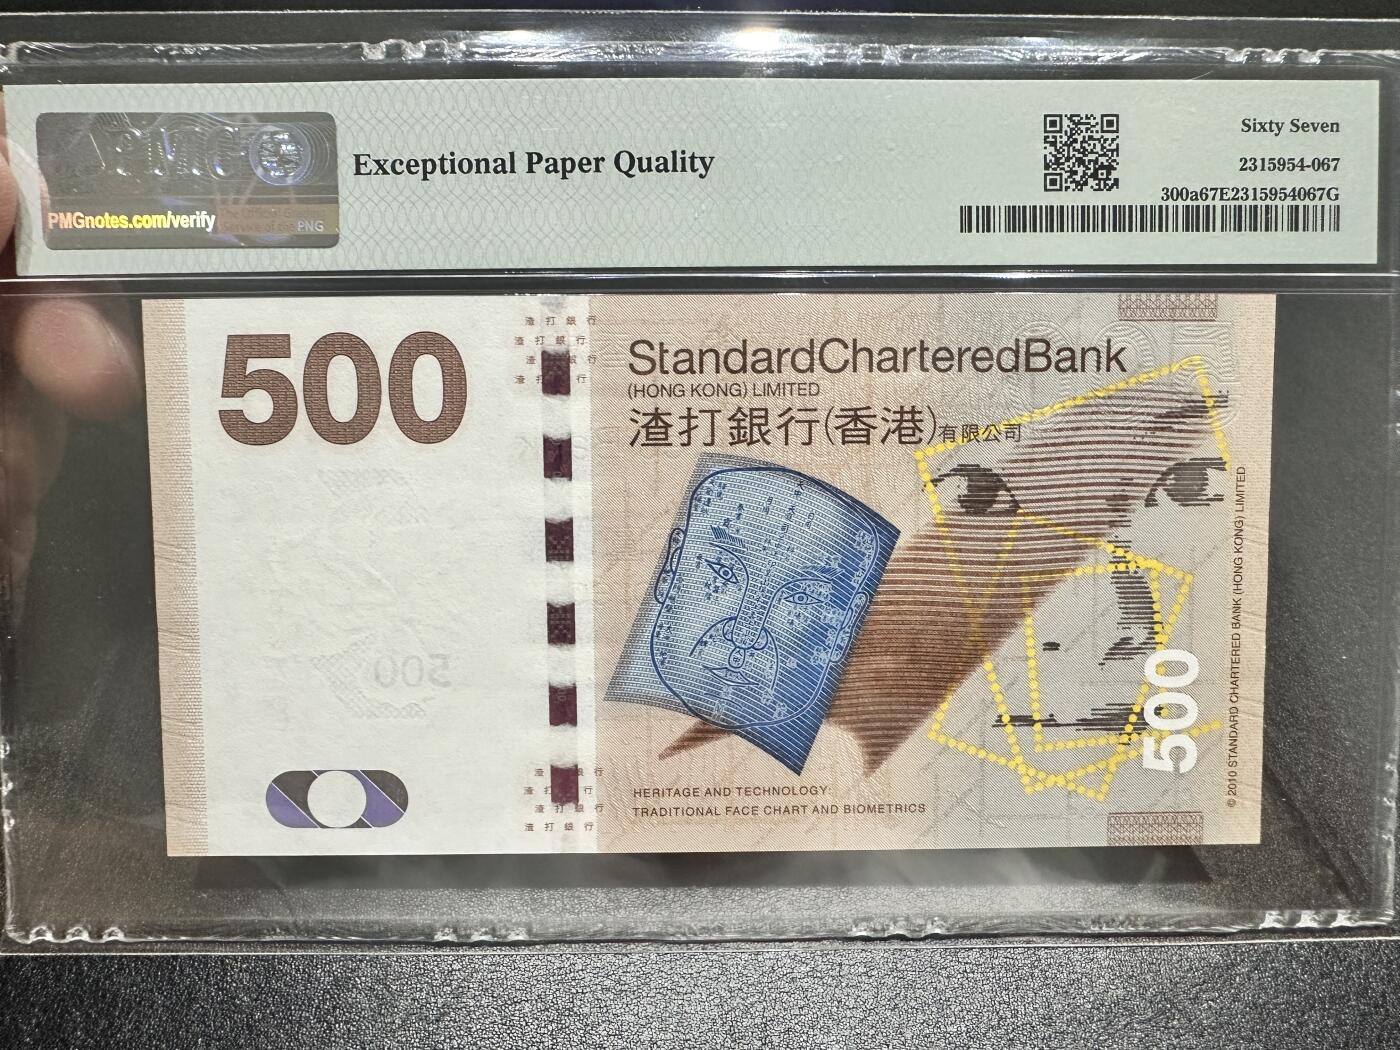 PMGnotes.com/verify
Exceptional Paper Quality
Sixty Seven
2315954-067
300a67E2315954067G
500
渣 打 銀 行
渣 打 銀 行
渣 打 銀 行
渣 打 銀 行
StandardCharteredBank
(HONG KONG) LIMITED
渣打銀行(香港)有限公司
500
500
HERITAGE AND TECHNOLOGY:
TRADITIONAL FACE CHART AND BIOMETRICS
© 2010 STANDARD CHARTERED BANK (HONG KONG) LIMITED
渣 打 銀 行
渣 打 銀 行
渣 打 銀 行
渣 打 銀 行